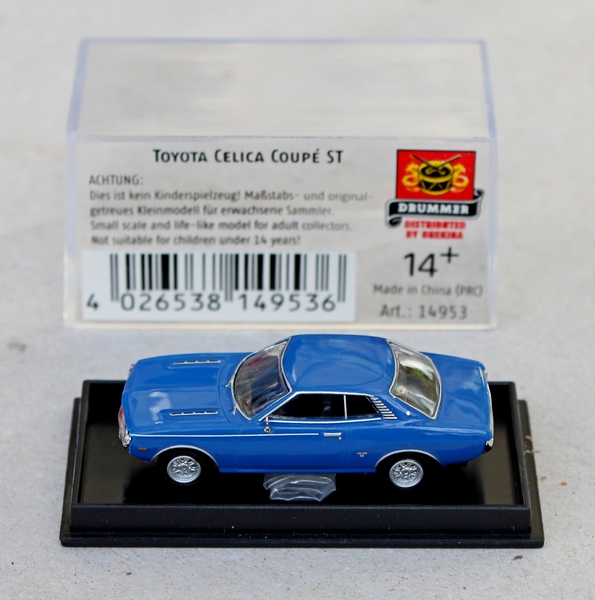 TOYOTA CELICA COUPÉ ST
ACHTUNG:
Dies ist kein Kinderspielzeug! Maßstabs- und original-
getreues Kleinmodell für erwachsene Sammler.
Small scale and life-like model for adult collectors.
Not suitable for children under 14 years!
4 026538 149536
DRUMMER
DISTRIBUTED
BY BREKINA
14+
Made in China (PRC)
Art.: 14953